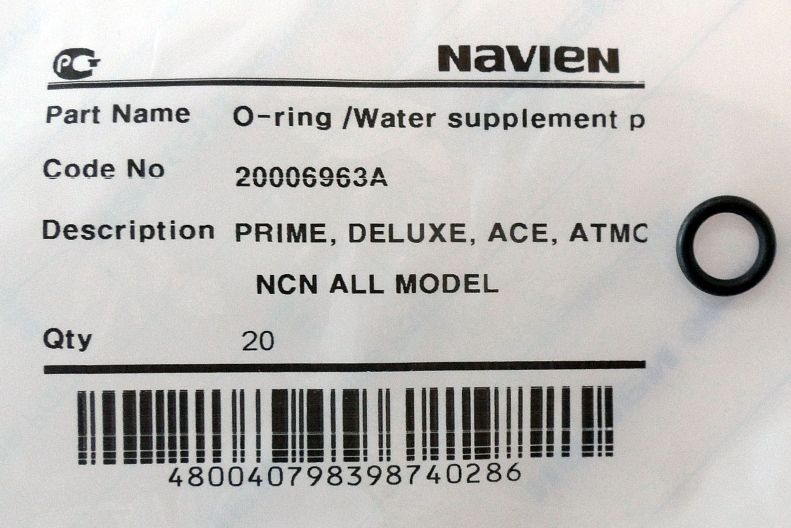 PCT NAVIEN
Part Name O-ring /Water supplement p
Code No 20006963A
Description PRIME, DELUXE, ACE, ATMC
NCN ALL MODEL
Qty 20
480040798398740286